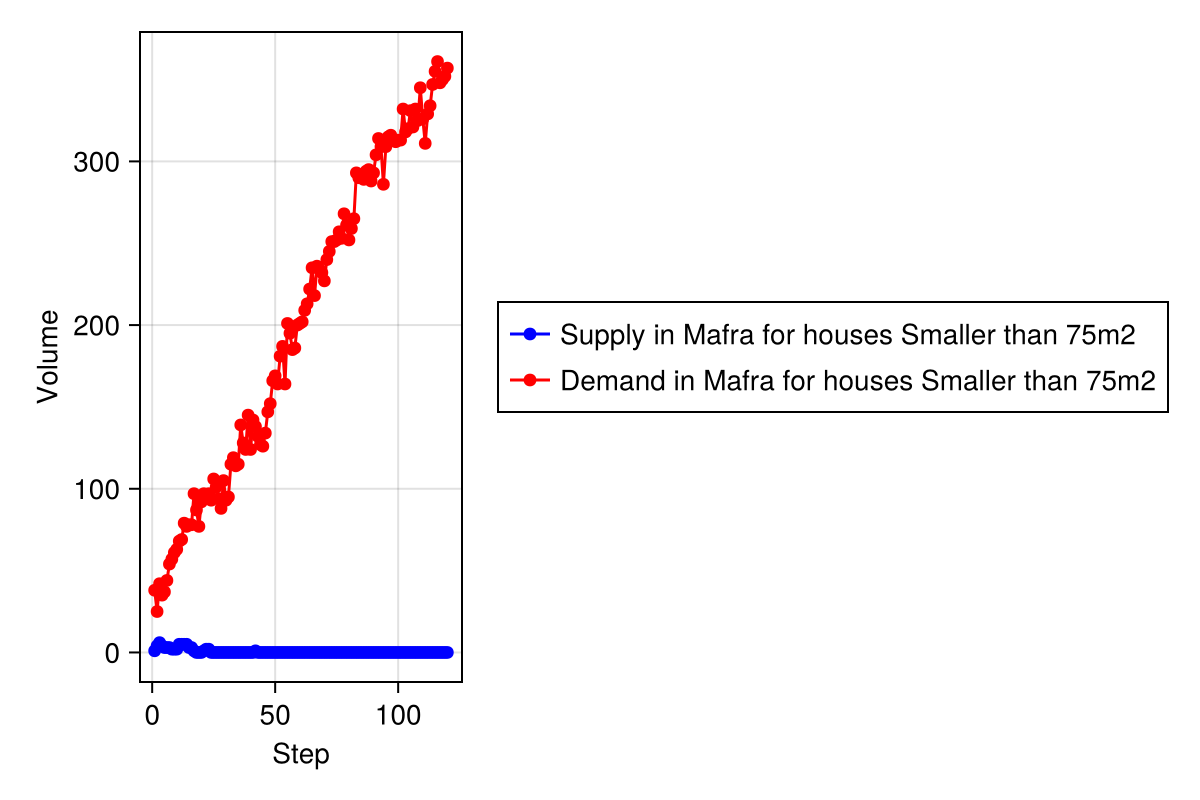 Volume
300
200
100
0
0 50 100
Step
Supply in Mafra for houses Smaller than 75m2
Demand in Mafra for houses Smaller than 75m2